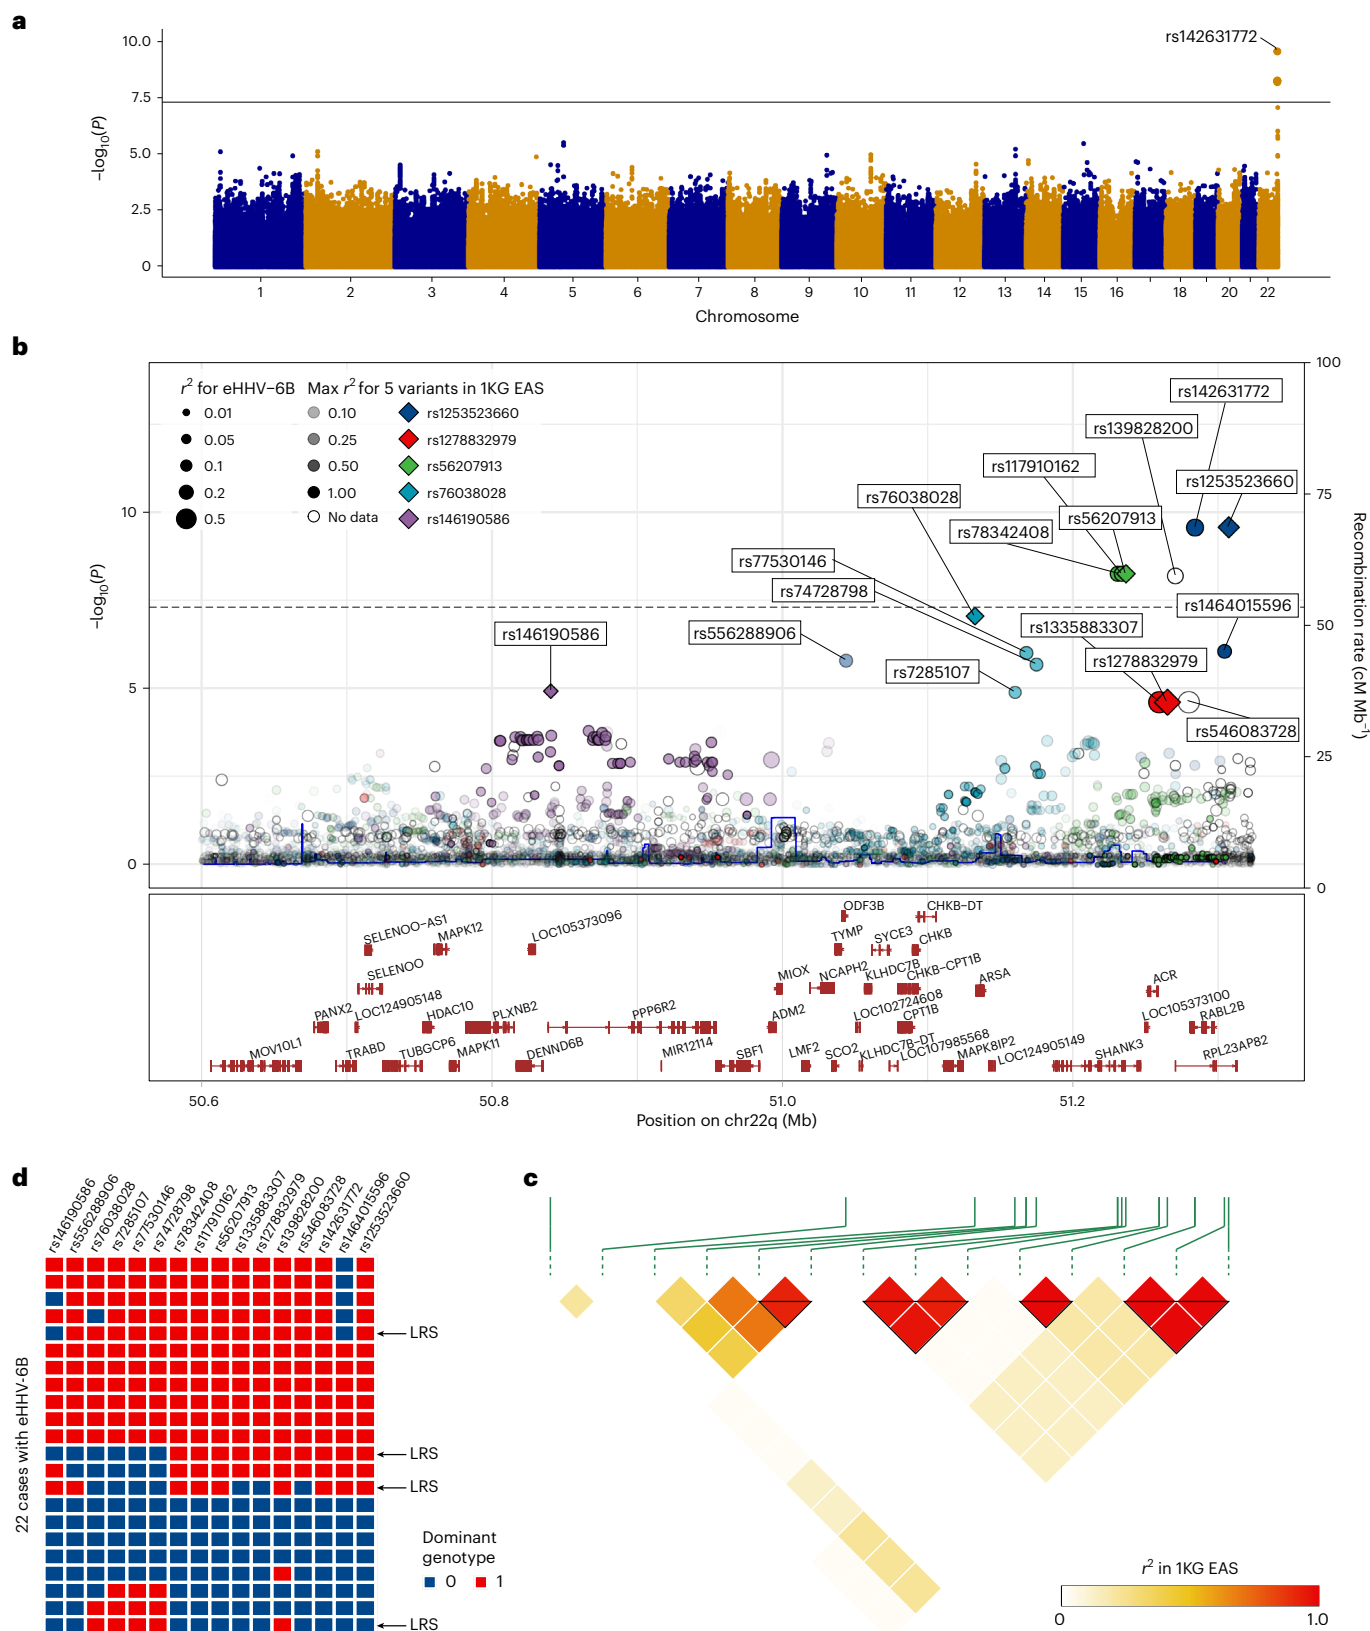 a
10.0
7.5
5.0
2.5
0
−log10(P)
rs142631772
1 2 3 4 5 6 7 8 9 10 11 12 13 14 15 16 18 20 22
Chromosome
b
r2 for eHHV−6B
0.01
0.05
0.1
0.2
0.5
Max r2 for 5 variants in 1KG EAS
0.10
0.25
0.50
1.00
No data
rs1253523660
rs1278832979
rs56207913
rs76038028
rs146190586
rs142631772
rs139828200
rs117910162
rs1253523660
rs76038028
rs56207913
rs78342408
rs77530146
rs74728798
rs1464015596
rs146190586
rs556288906
rs1335883307
rs1278832979
rs7285107
rs546083728
10
5
0
−log10(P)
100
75
50
25
0
Recombination rate (cM Mb−1)
ODF3B
CHKB−DT
SELENOO−AS1
MAPK12
LOC105373096
TYMP
SYCE3
CHKB
SELENOO
MIOX
NCAPH2
KLHDC7B
CHKB−CPT1B
ARSA
ACR
PANX2
LOC124905148
HDAC10
PLXNB2
PPP6R2
ADM2
LOC102724608
CPT1B
LOC105373100
RABL2B
MOV10L1
TRABD
TUBGCP6
MAPK11
DENND6B
MIR12114
SBF1
LMF2
SCO2
KLHDC7B−DT
LOC107985568
MAPK8IP2
LOC124905149
SHANK3
RPL23AP82
50.6
50.8
51.0
51.2
Position on chr22q (Mb)
d
rs146190586
rs556288906
rs76038028
rs7285107
rs77530146
rs74728798
rs78342408
rs117910162
rs56207913
rs1335883307
rs1278832979
rs139828200
rs546083728
rs142631772
rs1464015596
rs1253523660
LRS
LRS
LRS
LRS
22 cases with eHHV-6B
Dominant
genotype
0
1
c
r2 in 1KG EAS
0
1.0